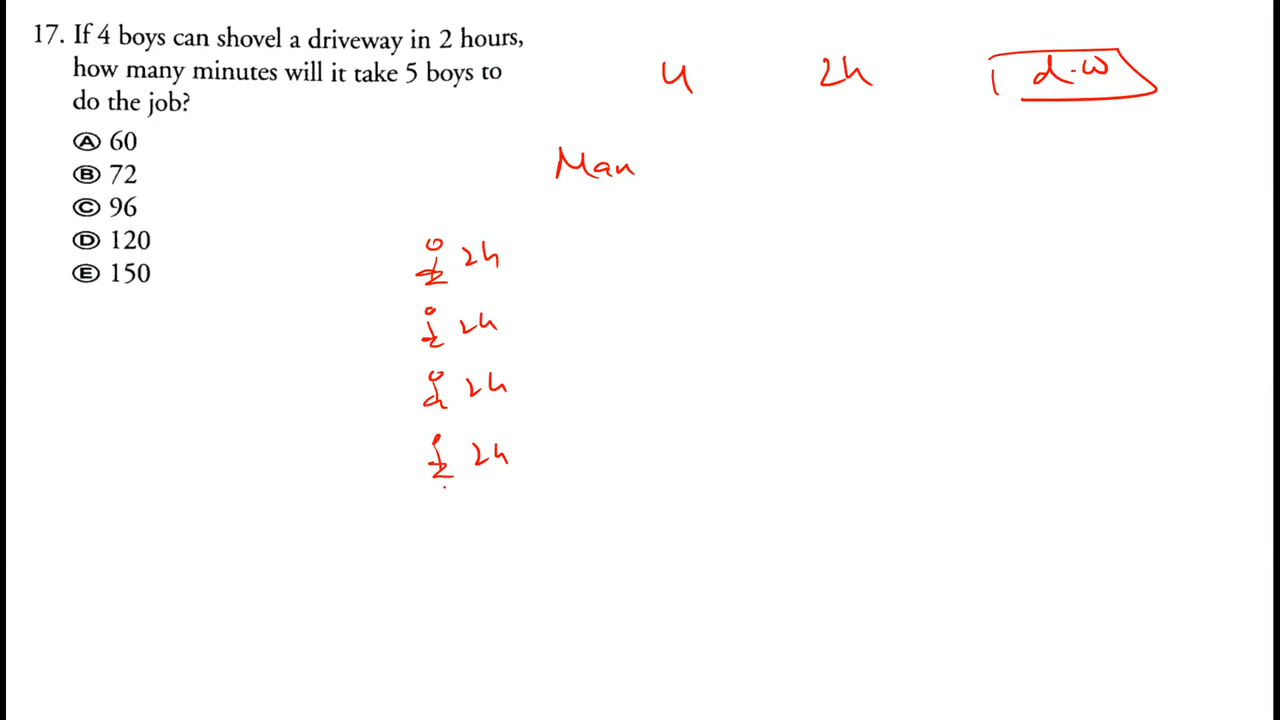 17. If 4 boys can shovel a driveway in 2 hours,
how many minutes will it take 5 boys to
do the job?
A 60
B 72
C 96
D 120
E 150
4 2h d.w
Man
2h
2h
2h
2h